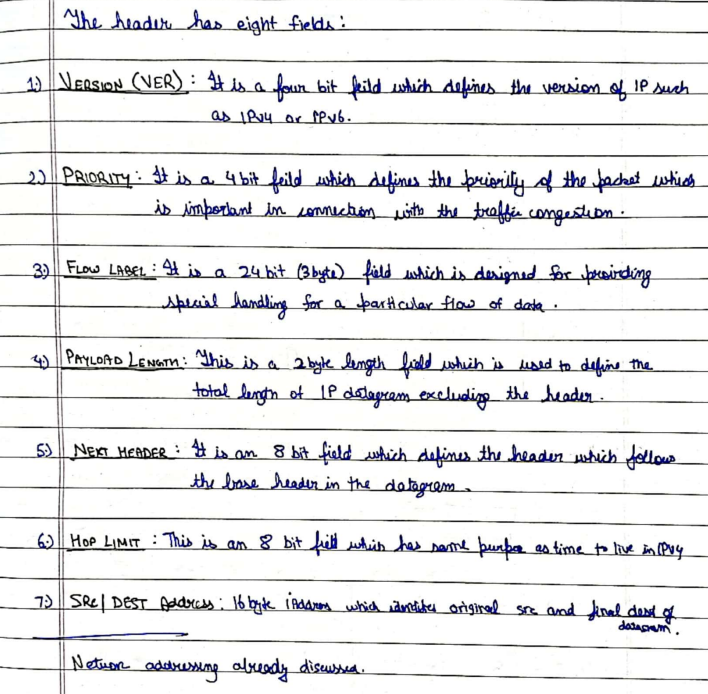 The header has eight fields:
1) VERSION (VER): It is a four bit feild which defines the version of IP such
as IPv4 or IPv6.
2.) PRIORITY: It is a 4 bit feild which defines the priority of the packet which
is important in connection with the traffic congestion.
3) FLOW LABEL: It is a 24 bit (3 byte) field which is designed for provirding
special handling for a particular flow of data.
4) PAYLOAD LENGTH: This is a 2 byte length field which is used to define the
total length of IP datagram excluding the header.
5.) NEXT HEADER: It is an 8 bit field which defines the header which follows
the base header in the datagram.
6.) HOP LIMIT: This is an 8 bit field which has same purpose as time to live in IPv4
7.) SRC/DEST Address: 16 byte which identifies original src and final dest of
datagram.
Networ addressing already discussed.